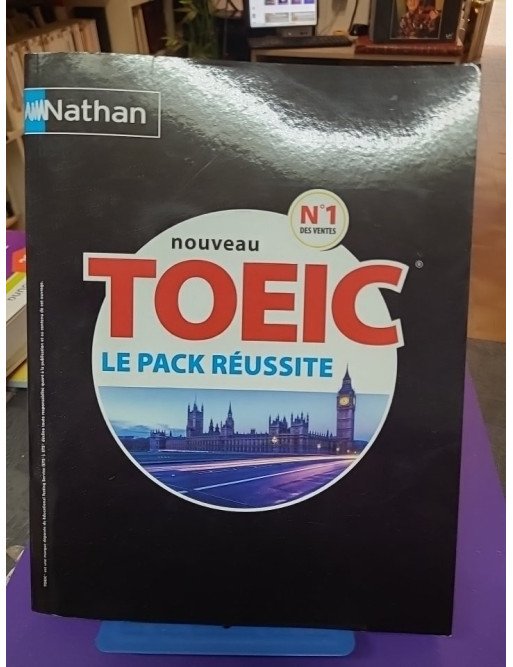 Nathan
N°1
DES VENTES
nouveau
TOEIC®
LE PACK RÉUSSITE